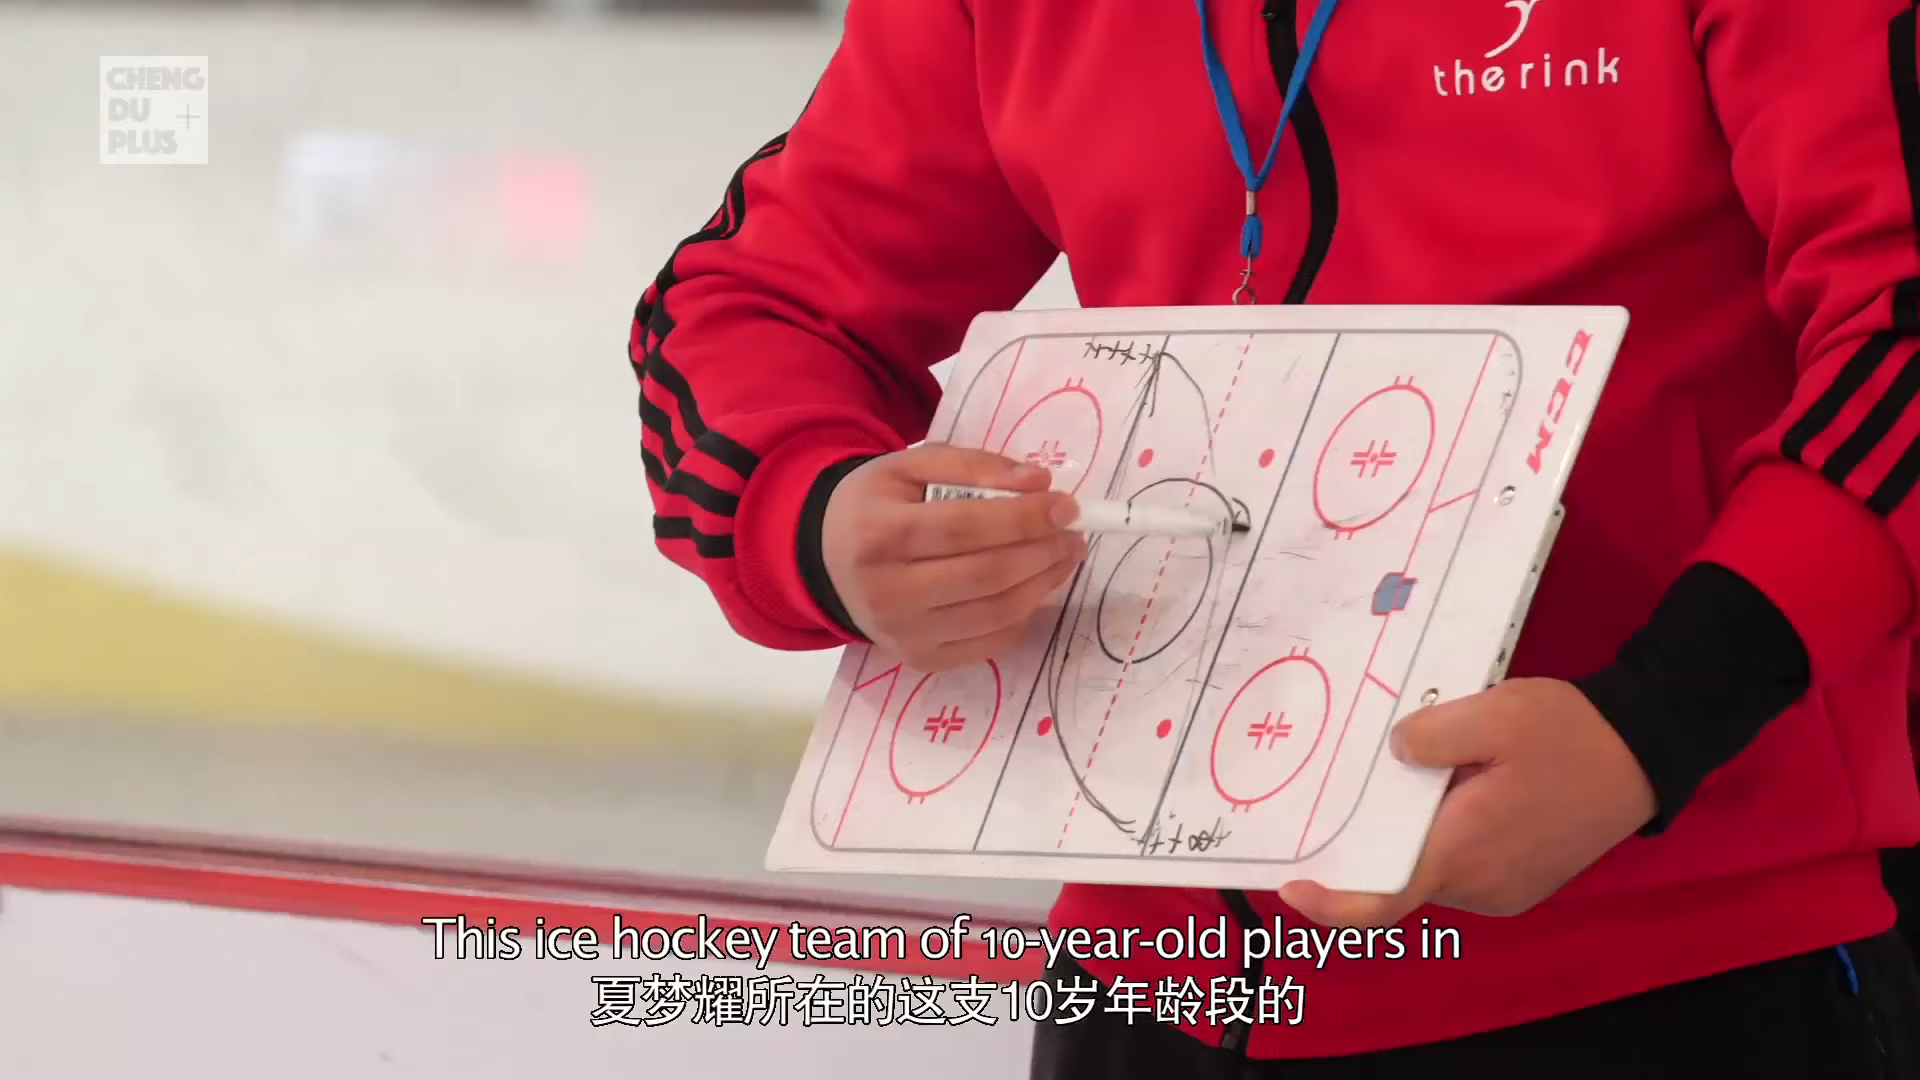 CHENG
DU
PLUS+
therink
CCM
This ice hockey team of 10-year-old players in
夏梦耀所在的这支10岁年龄段的